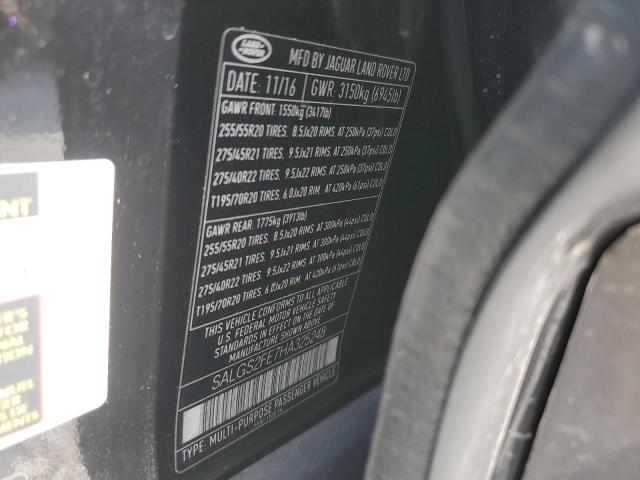 LAND ROVER
MFD BY JAGUAR LAND ROVER LTD
DATE: 11/16 GWR. 3150kg (6945lb)
GAWR FRONT: 1550kg (3417lb)
255/55R20 TIRES. 8.5Jx20 RIMS. AT 250kPa (37psi) COLD
275/45R21 TIRES. 9.5Jx21 RIMS. AT 250kPa (37psi) COLD
275/40R22 TIRES. 9.5Jx22 RIMS. AT 250kPa (37psi) COLD
T195/70R20 TIRES. 6.0Jx20 RIM. AT 420kPa (61psi) COLD
GAWR REAR: 1775kg (3913lb)
255/55R20 TIRES. 8.5Jx20 RIMS. AT 300kPa (44psi) COLD
275/45R21 TIRES. 9.5Jx21 RIMS. AT 300kPa (44psi) COLD
275/40R22 TIRES. 9.5Jx22 RIMS. AT 300kPa (44psi) COLD
T195/70R20 TIRES. 6.0Jx20 RIM. AT 420kPa (61psi) COLD
THIS VEHICLE CONFORMS TO ALL APPLICABLE
U.S. FEDERAL MOTOR VEHICLE SAFETY
STANDARDS IN EFFECT ON THE DATE OF
MANUFACTURE SHOWN ABOVE.
SALGS2FE7HA325248
TYPE: MULTI-PURPOSE PASSENGER VEHICLE